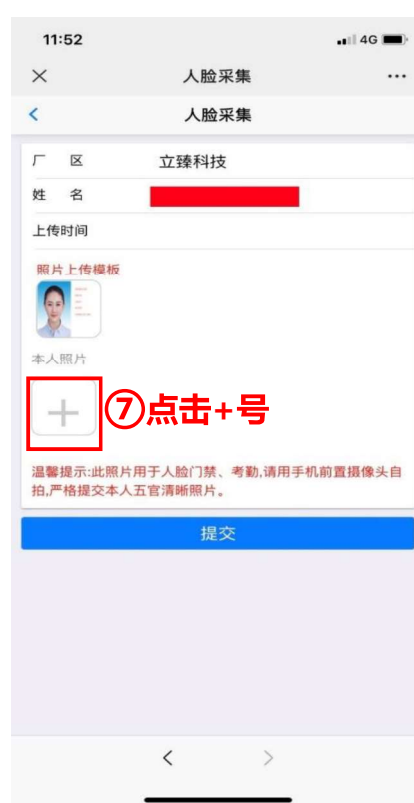 11:52
4G
人脸采集
人脸采集
厂 区 立臻科技
姓 名
上传时间
照片上传模板
本人照片
⑦点击+号
温馨提示:此照片用于人脸门禁、考勤,请用手机前置摄像头自
拍,严格提交本人五官清晰照片。
提交